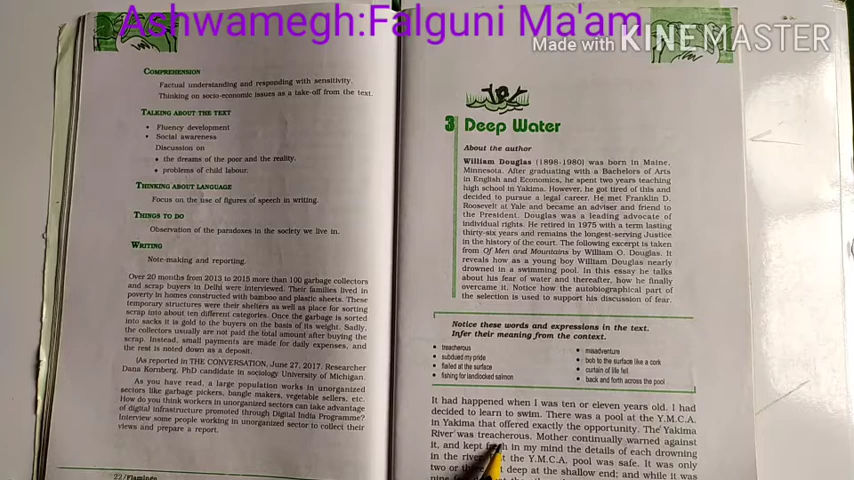 Ashwamegh:Falguni Ma'am
Made with KINEMASTER
COMPREHENSION
Factual understanding and responding with sensitivity.
Thinking on socio-economic issues as a take-off from the text.
TALKING ABOUT THE TEXT
• Fluency development
• Social awareness
Discussion on
• the dreams of the poor and the reality.
• problems of child labour.
THINKING ABOUT LANGUAGE
Focus on the use of figures of speech in writing.
THINGS TO DO
Observation of the paradoxes in the society we live in.
WRITING
Note-making and reporting.
Over 20 months from 2013 to 2015 more than 100 garbage collectors
and scrap buyers in Delhi were interviewed. Their families lived in
poverty in homes constructed with bamboo and plastic sheets. These
temporary structures were their shelters as well as place for sorting
scrap into about ten different categories. Once the garbage is sorted
into sacks it is gold to the buyers on the basis of its weight. Sadly,
the collectors usually are not paid the total amount after buying the
scrap. Instead, small payments are made for daily expenses, and
the rest is noted down as a deposit.
(As reported in THE CONVERSATION, June 27, 2017. Researcher
Dana Kornberg, PhD candidate in sociology University of Michigan.
As you have read, a large population works in unorganized
sectors like garbage pickers, bangle makers, vegetable sellers, etc.
How do you think workers in unorganized sector can take advantage
of digital infrastructure promoted through Digital India Programme?
Interview some people working in unorganized sector to collect their
views and prepare a report.
22/Flamingo
3 Deep Water
About the author
William Douglas (1898-1980) was born in Maine,
Minnesota. After graduating with a Bachelors of Arts
in English and Economics, he spent two years teaching
high school in Yakima. However, he got tired of this and
decided to pursue a legal career. He met Franklin D.
Roosevelt at Yale and became an adviser and friend to
the President. Douglas was a leading advocate of
individual rights. He retired in 1975 with a term lasting
thirty-six years and remains the longest-serving Justice
in the history of the court. The following excerpt is taken
from Of Men and Mountains by William O. Douglas. It
reveals how as a young boy William Douglas nearly
drowned in a swimming pool. In this essay he talks
about his fear of water and thereafter, how he finally
overcame it. Notice how the autobiographical part of
the selection is used to support his discussion of fear.
Notice these words and expressions in the text.
Infer their meaning from the context.
• treacherous
• subdued my pride
• flailed at the surface
• fishing for landlocked salmon
• misadventure
• bob to the surface like a cork
• curtain of life fell
• back and forth across the pool
It had happened when I was ten or eleven years old. I had
decided to learn to swim. There was a pool at the Y.M.C.A.
in Yakima that offered exactly the opportunity. The Yakima
River was treacherous. Mother continually warned against
it, and kept in my mind the details of each drowning
in the the Y.M.C.A. pool was safe. It was only
two or deep at the shallow end; and while it was